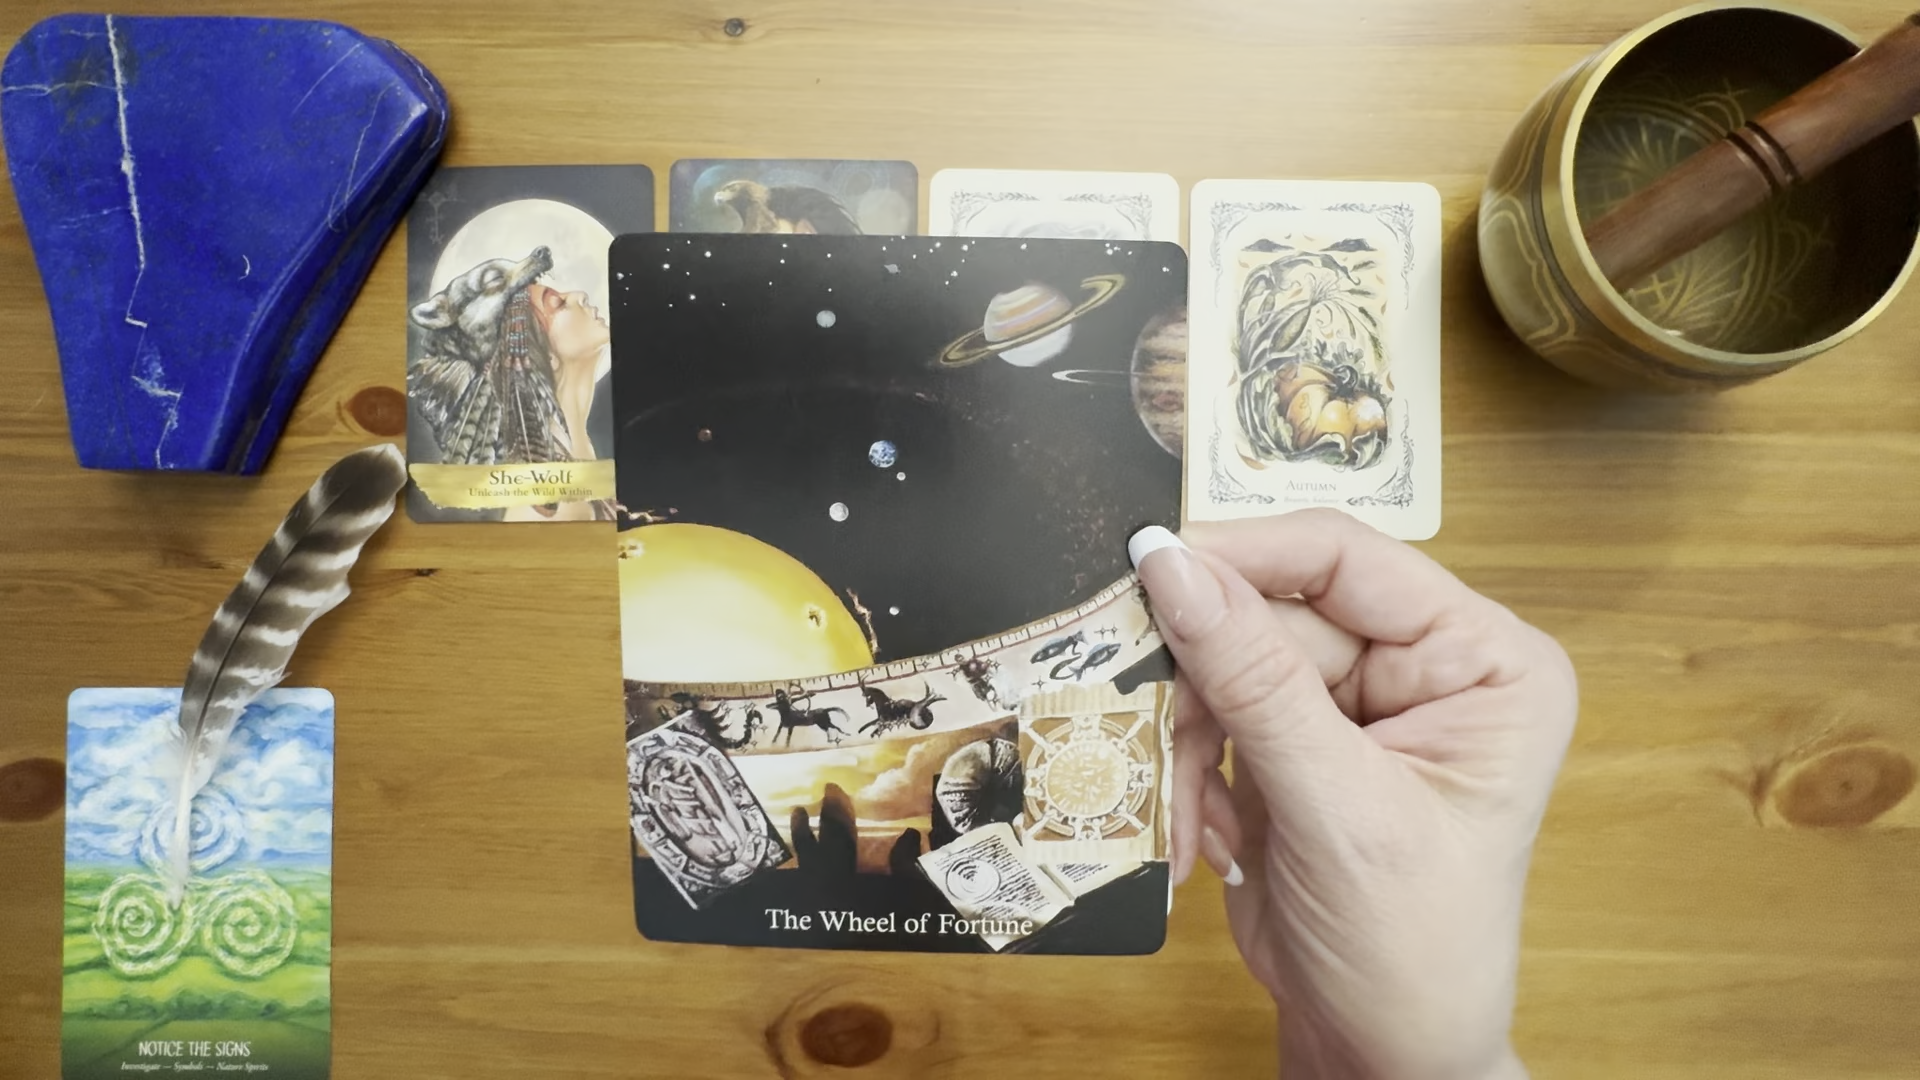 She-Wolf
Unleash the Wild Within
AUTUMN
The Wheel of Fortune
NOTICE THE SIGNS
Investigate — Symbols — Nature Spirits